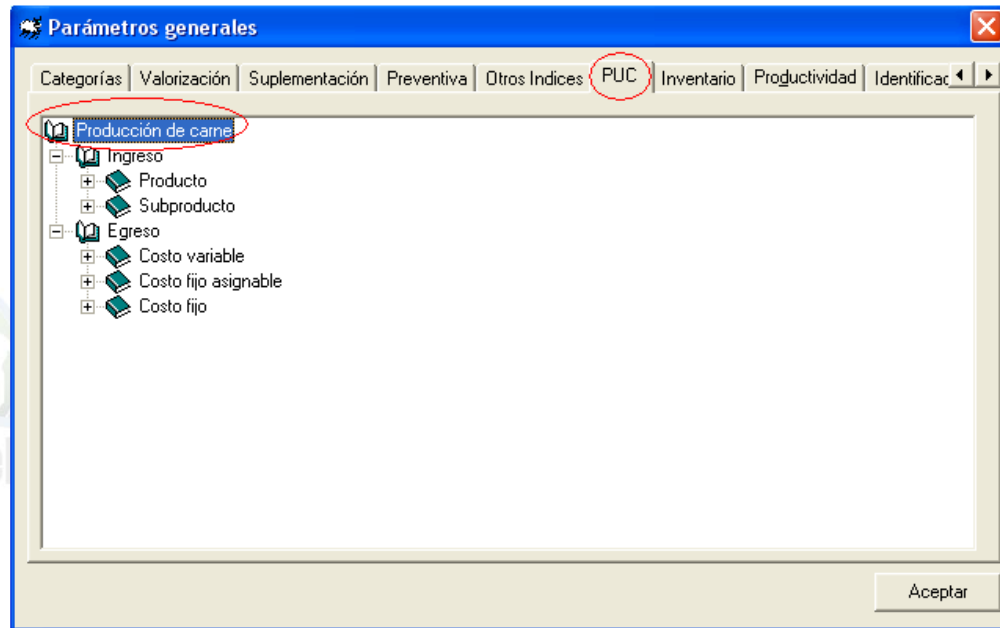 Parámetros generales
Categorías Valorización Suplementación Preventiva Otros Indices PUC Inventario Productividad Identificac
Producción de carne
Ingreso
Producto
Subproducto
Egreso
Costo variable
Costo fijo asignable
Costo fijo
Aceptar